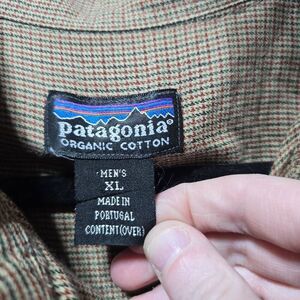 patagonia®
ORGANIC COTTON
MEN'S
XL
MADE IN
PORTUGAL
CONTENT(OVER)